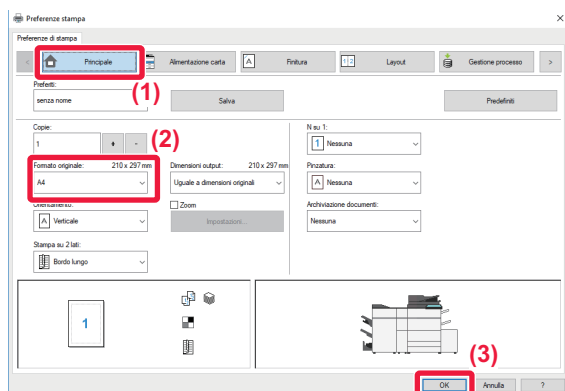 Preferenze stampa
Preferenze di stampa
Principale
Alimentazione carta
Finitura
Layout
Gestione processo
Preferiti:
senza nome
Salva
Predefiniti
(1)
Copie:
1
+
-
(2)
N su 1:
1 Nessuna
Formato originale: 210 x 297 mm
A4
Dimensioni output: 210 x 297 mm
Uguale a dimensioni originali
Pinzatura:
A Nessuna
Orientamento:
A Verticale
Zoom
Impostazioni...
Archiviazione documenti:
Nessuna
Stampa su 2 lati:
Bordo lungo
1
(3)
OK
Annulla
?